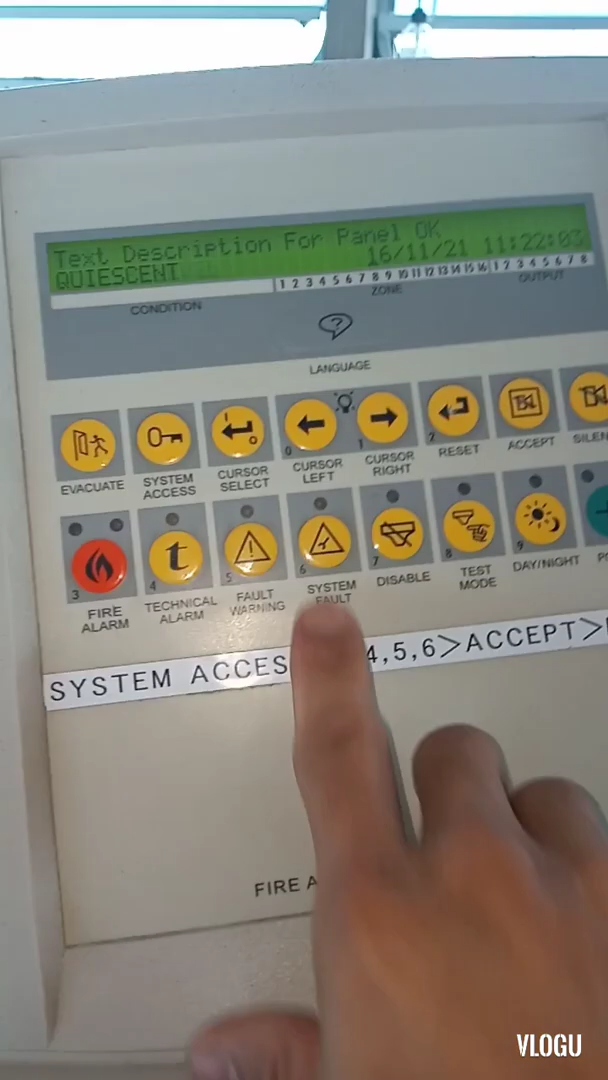 Text Description For Panel OK
QUIESCENT 16/11/21 11:22:03
1 2 3 4 5 6 7 8 9 10 11 12 13 14 15 16 1 2 3 4 5 6 7 8
CONDITION ZONE OUTPUT
?
LANGUAGE
0 1 2
EVACUATE SYSTEM ACCESS CURSOR SELECT CURSOR LEFT CURSOR RIGHT RESET ACCEPT
t
3 4 5 6 7 8 9
FIRE ALARM TECHNICAL ALARM FAULT WARNING SYSTEM FAULT DISABLE TEST MODE DAY/NIGHT
SYSTEM ACCES 4,5,6>ACCEPT>
FIRE A
VLOGU